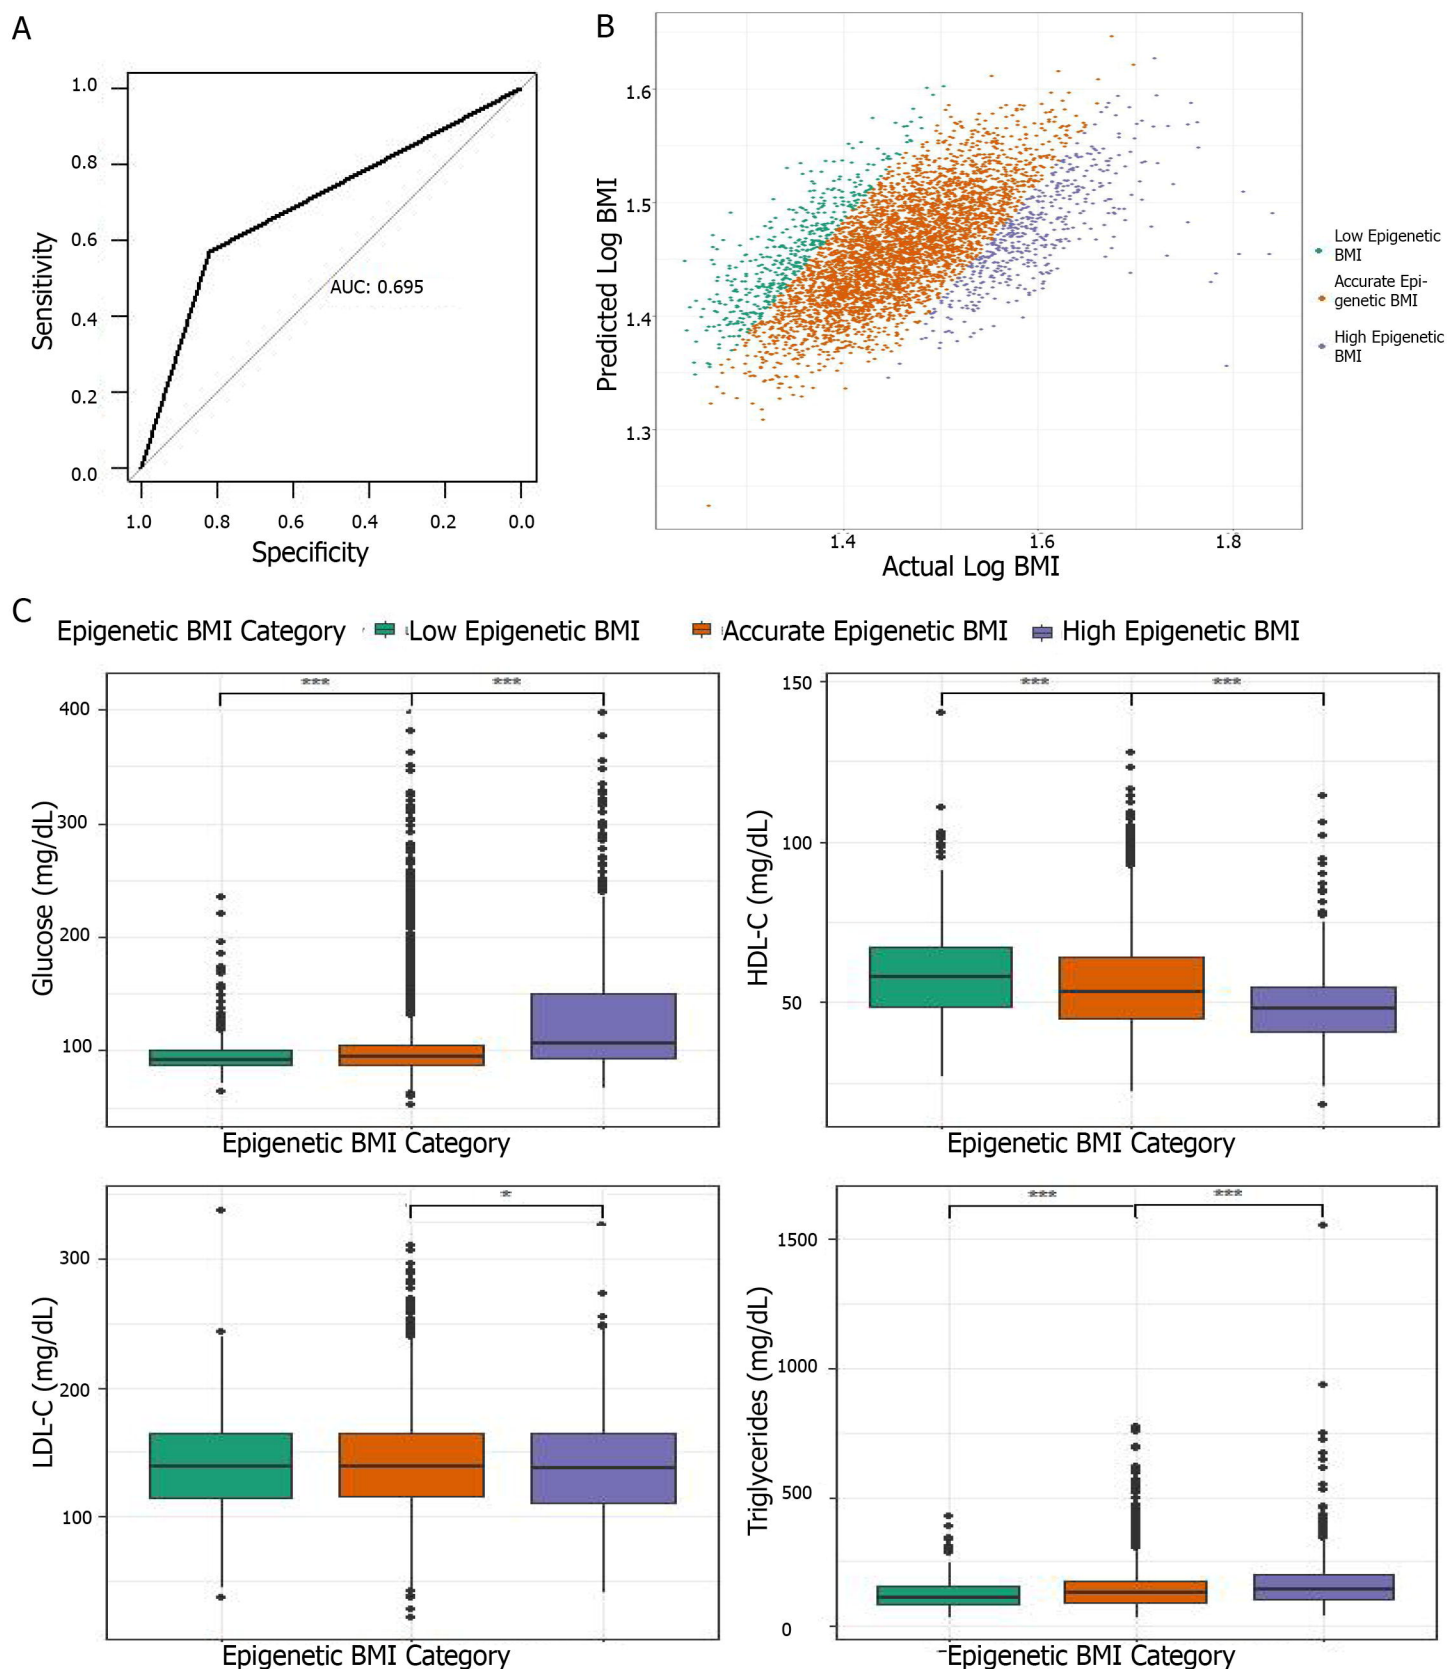 A
1.0
0.8
0.6
0.4
0.2
0.0
Sensitivity
AUC: 0.695
1.0 0.8 0.6 0.4 0.2 0.0
Specificity
B
1.6
1.5
1.4
1.3
Predicted Log BMI
1.4 1.6 1.8
Actual Log BMI
Low Epigenetic
BMI
Accurate Epi-
genetic BMI
High Epigenetic
BMI
C
Epigenetic BMI Category Low Epigenetic BMI Accurate Epigenetic BMI High Epigenetic BMI
*** ***
400
300
200
100
Glucose (mg/dL)
Epigenetic BMI Category
*** ***
150
100
50
HDL-C (mg/dL)
Epigenetic BMI Category
*
300
200
100
LDL-C (mg/dL)
Epigenetic BMI Category
*** ***
1500
1000
500
0
Triglycerides (mg/dL)
Epigenetic BMI Category